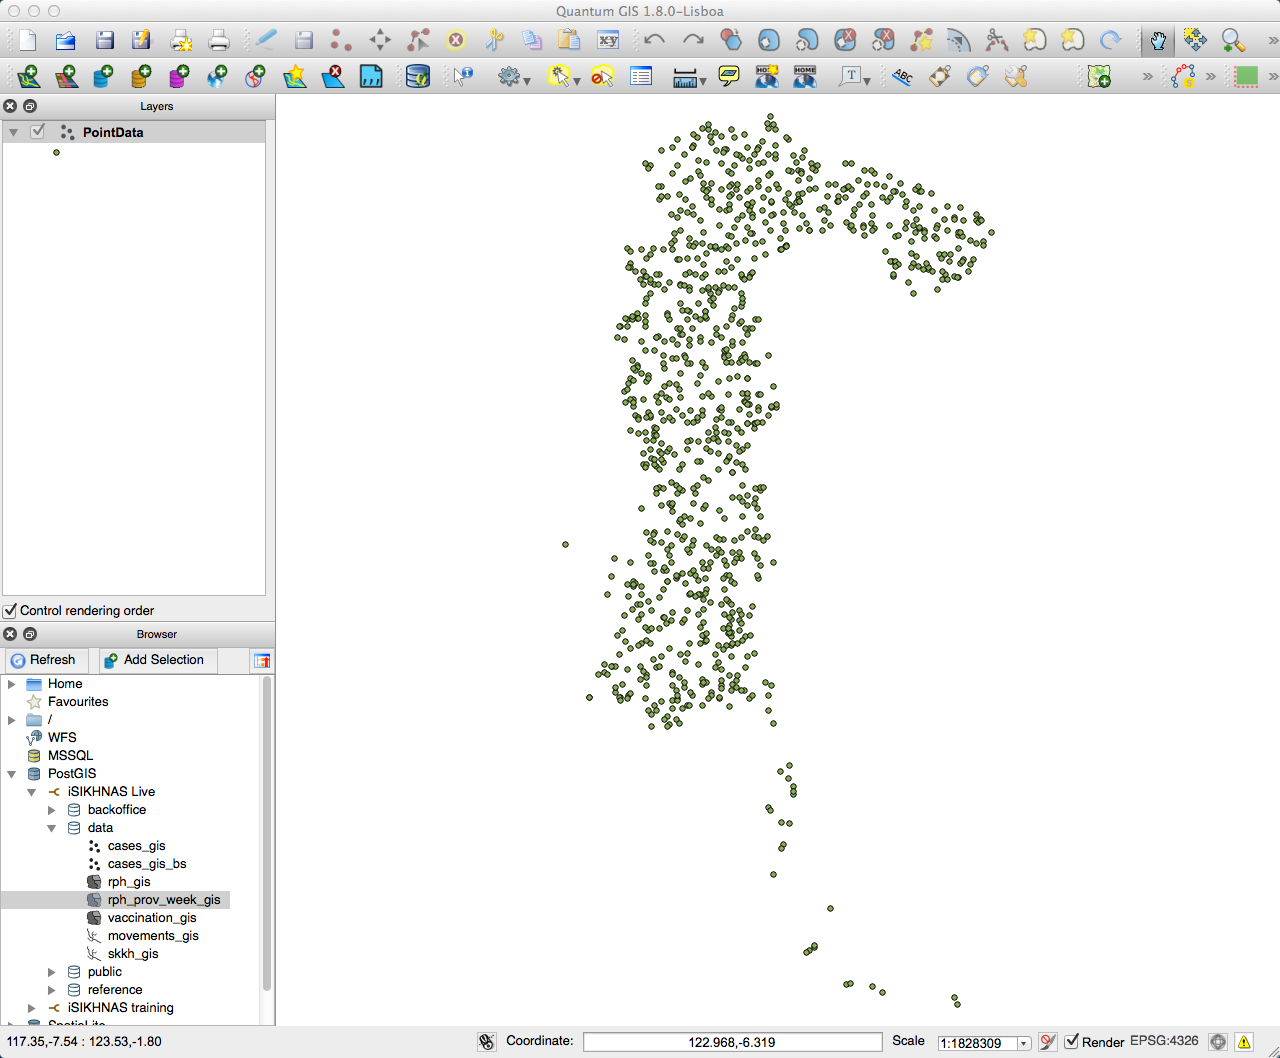 Quantum GIS 1.8.0-Lisboa
Layers
PointData
Control rendering order
Browser
Refresh
Add Selection
Home
Favourites
/
WFS
MSSQL
PostGIS
iSIKHNAS Live
backoffice
data
cases_gis
cases_gis_bs
rph_gis
rph_prov_week_gis
vaccination_gis
movements_gis
skkh_gis
public
reference
iSIKHNAS training
SpatiaLite
117.35,-7.54 : 123.53,-1.80
Coordinate:
122.968,-6.319
Scale
1:1828309
Render
EPSG:4326